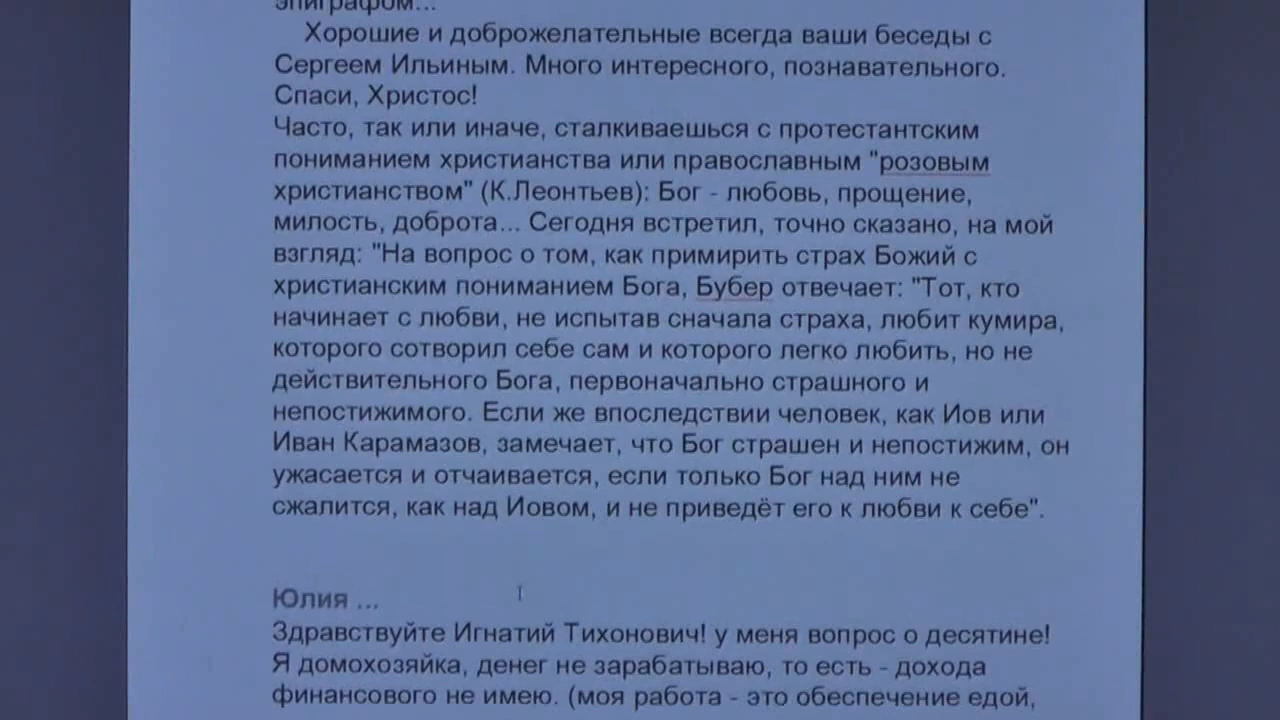 эпиграфом...
Хорошие и доброжелательные всегда ваши беседы с
Сергеем Ильиным. Много интересного, познавательного.
Спаси, Христос!
Часто, так или иначе, сталкиваешься с протестантским
пониманием христианства или православным "розовым
христианством" (К.Леонтьев): Бог - любовь, прощение,
милость, доброта... Сегодня встретил, точно сказано, на мой
взгляд: "На вопрос о том, как примирить страх Божий с
христианским пониманием Бога, Бубер отвечает: "Тот, кто
начинает с любви, не испытав сначала страха, любит кумира,
которого сотворил себе сам и которого легко любить, но не
действительного Бога, первоначально страшного и
непостижимого. Если же впоследствии человек, как Иов или
Иван Карамазов, замечает, что Бог страшен и непостижим, он
ужасается и отчаивается, если только Бог над ним не
сжалится, как над Иовом, и не приведёт его к любви к себе".
Юлия ...
Здравствуйте Игнатий Тихонович! у меня вопрос о десятине!
Я домохозяйка, денег не зарабатываю, то есть - дохода
финансового не имею. (моя работа - это обеспечение едой,